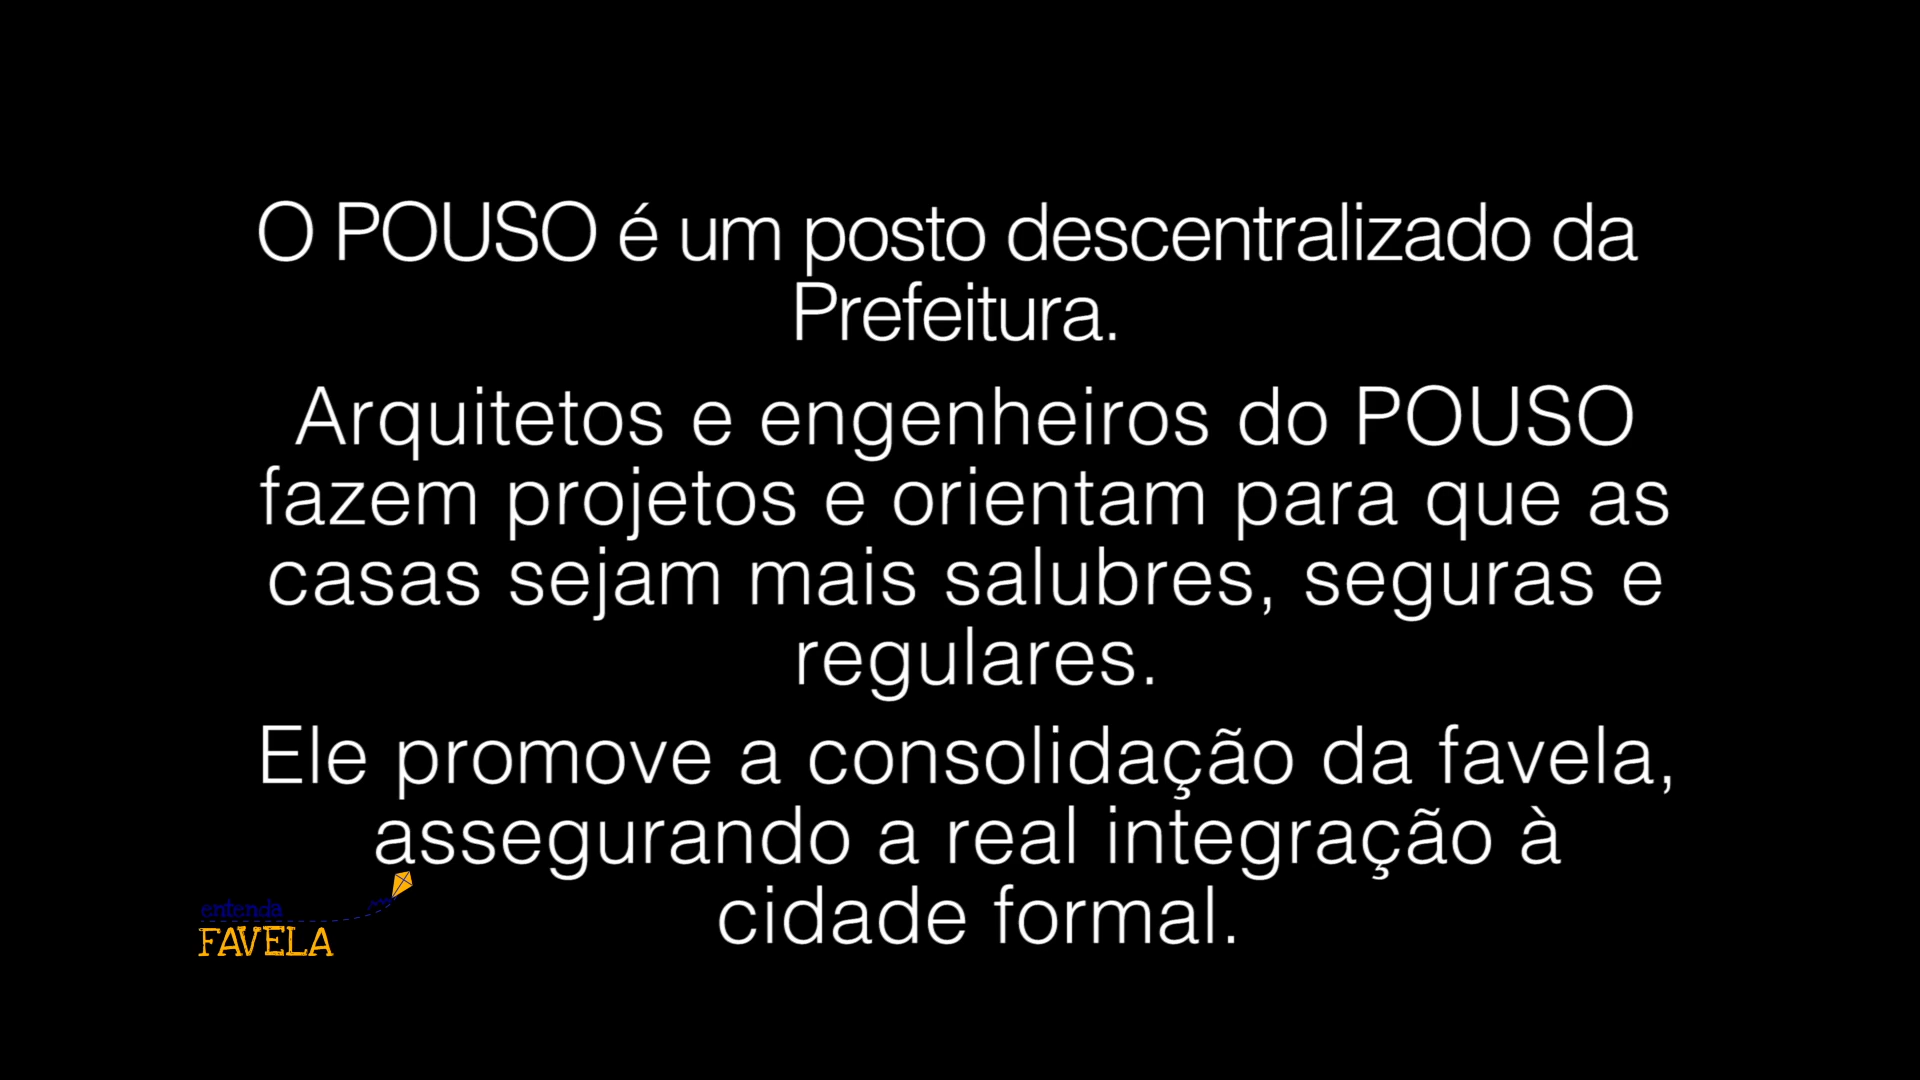 O POUSO é um posto descentralizado da
Prefeitura.
Arquitetos e engenheiros do POUSO
fazem projetos e orientam para que as
casas sejam mais salubres, seguras e
regulares.
Ele promove a consolidação da favela,
assegurando a real integração à
cidade formal.
entenda
FAVELA